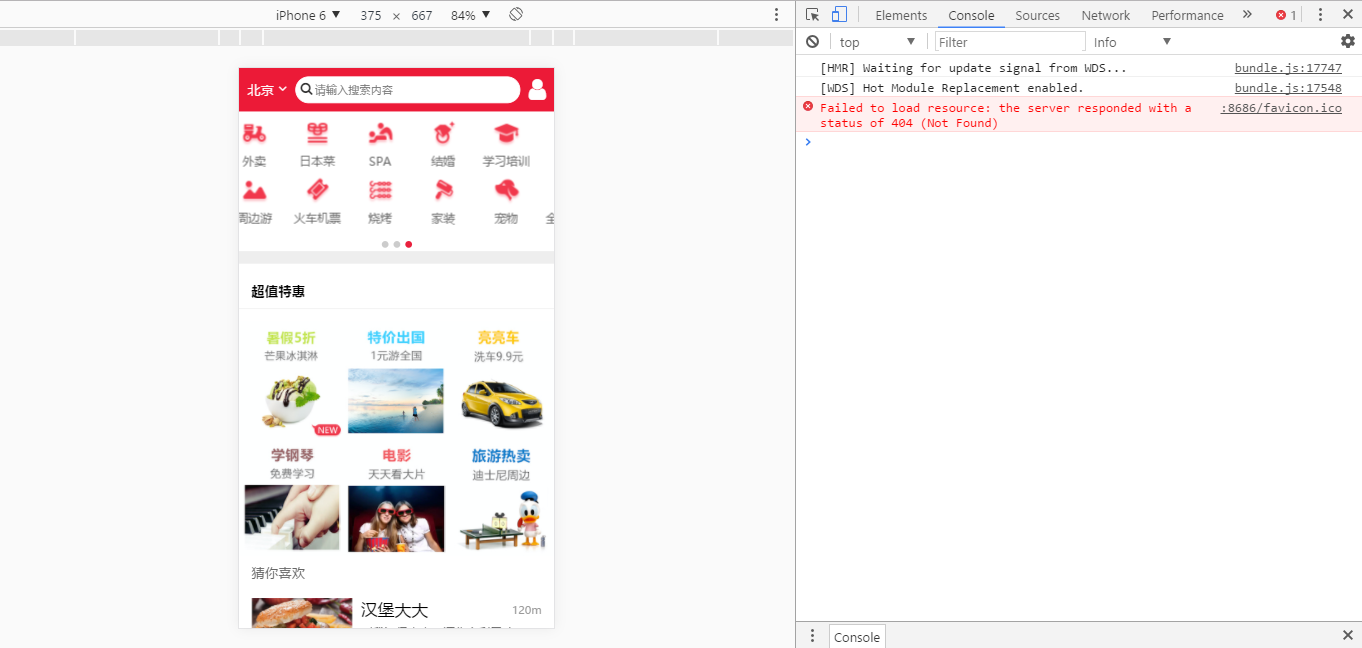 iPhone 6 ▼ 375 × 667 84% ▼
Elements Console Sources Network Performance » 1
top ▼ Filter Info ▼
[HMR] Waiting for update signal from WDS... bundle.js:17747
[WDS] Hot Module Replacement enabled. bundle.js:17548
Failed to load resource: the server responded with a :8686/favicon.ico
status of 404 (Not Found)
北京 请输入搜索内容
外卖 日本菜 SPA 结婚 学习培训
周边游 火车机票 烧烤 家装 宠物 全
超值特惠
暑假5折 特价出国 亮亮车
芒果冰淇淋 1元游全国 洗车9.9元
NEW
学钢琴 电影 旅游热卖
免费学习 天天看大片 迪士尼周边
猜你喜欢
汉堡大大 120m
Console